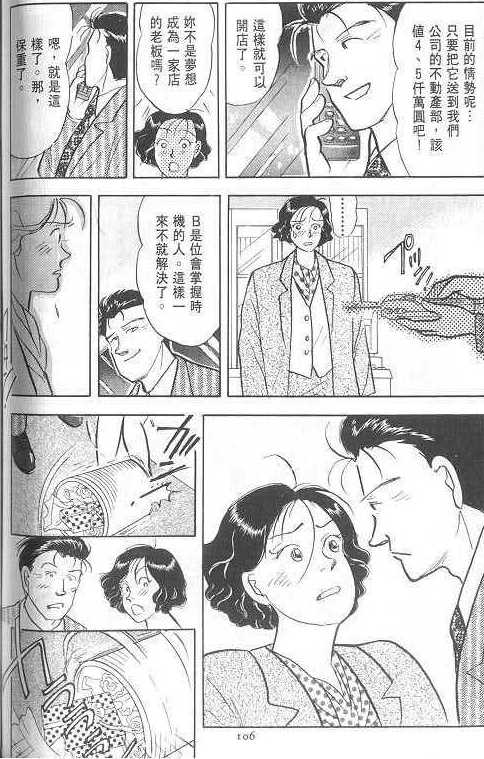 目前的情勢呢…
只要把它送到我們
公司的不動產部，該
值4、5仟萬圓吧！
這樣就可以
開店了。
妳不是夢想
成為一家店
的老板嗎？
嗯，就是這
樣了。那，
保重了。
…………
B是位會掌握時
機的人。這樣一
來不就解決了。
106